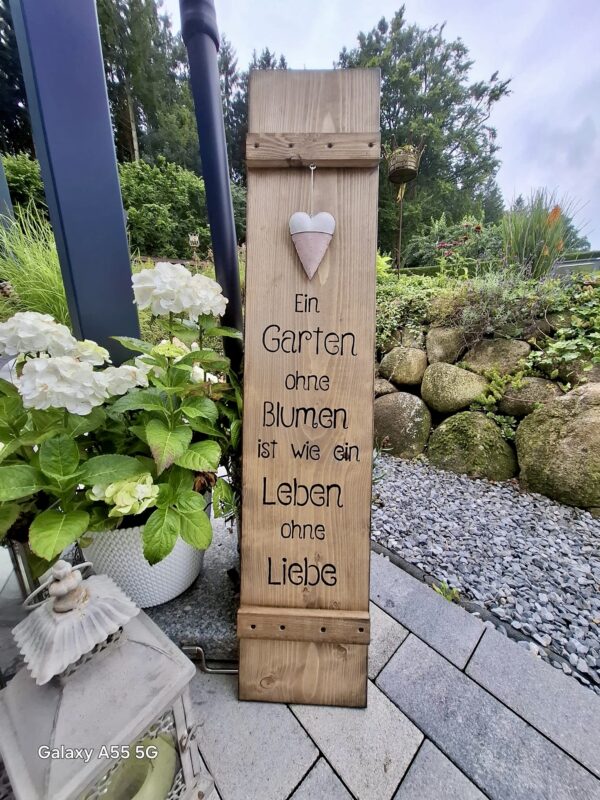 Ein
Garten
ohne
Blumen
ist wie ein
Leben
ohne
Liebe
Galaxy A55 5G